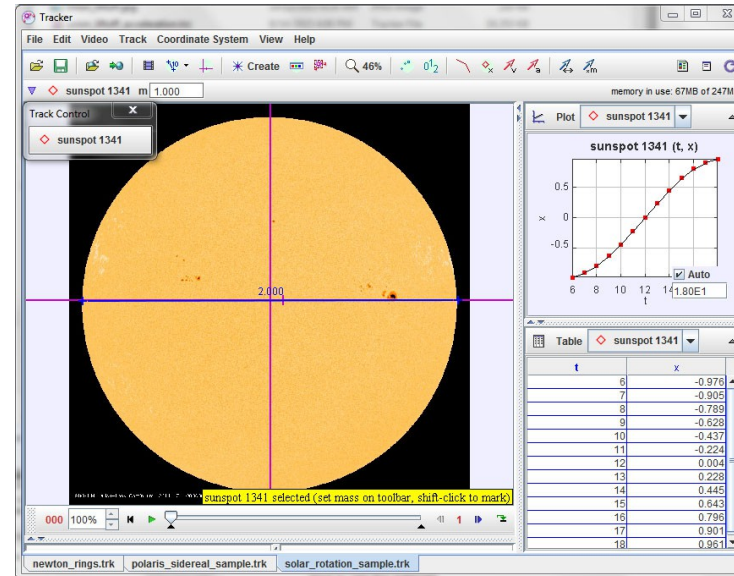 Tracker
File Edit Video Track Coordinate System View Help
Create 46%
sunspot 1341 m 1.000
memory in use: 67MB of 247M
Track Control x
sunspot 1341
2.000
sunspot 1341 selected (set mass on toolbar, shift-click to mark)
000 100% 1
newton_rings.trk polaris_sidereal_sample.trk solar_rotation_sample.trk
Plot sunspot 1341
sunspot 1341 (t, x)
0.5
x 0
-0.5
Auto
6 8 10 12 14 1.80E1
t
Table sunspot 1341
t x
6 -0.976
7 -0.905
8 -0.789
9 -0.628
10 -0.437
11 -0.224
12 0.004
13 0.228
14 0.445
15 0.643
16 0.796
17 0.901
18 0.961